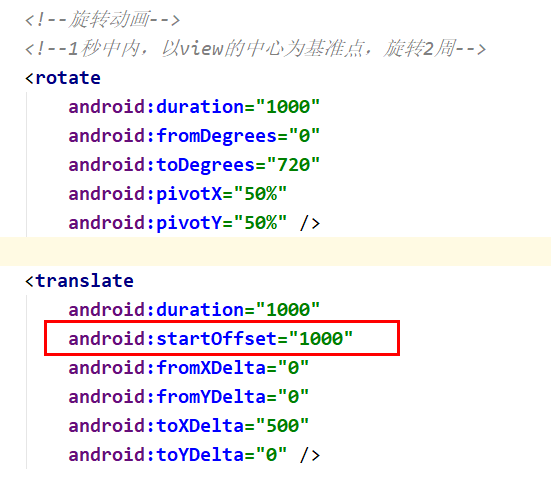 <!--旋转动画-->
<!--1秒中内，以view的中心为基准点，旋转2周-->
<rotate
android:duration="1000"
android:fromDegrees="0"
android:toDegrees="720"
android:pivotX="50%"
android:pivotY="50%" />
<translate
android:duration="1000"
android:startOffset="1000"
android:fromXDelta="0"
android:fromYDelta="0"
android:toXDelta="500"
android:toYDelta="0" />